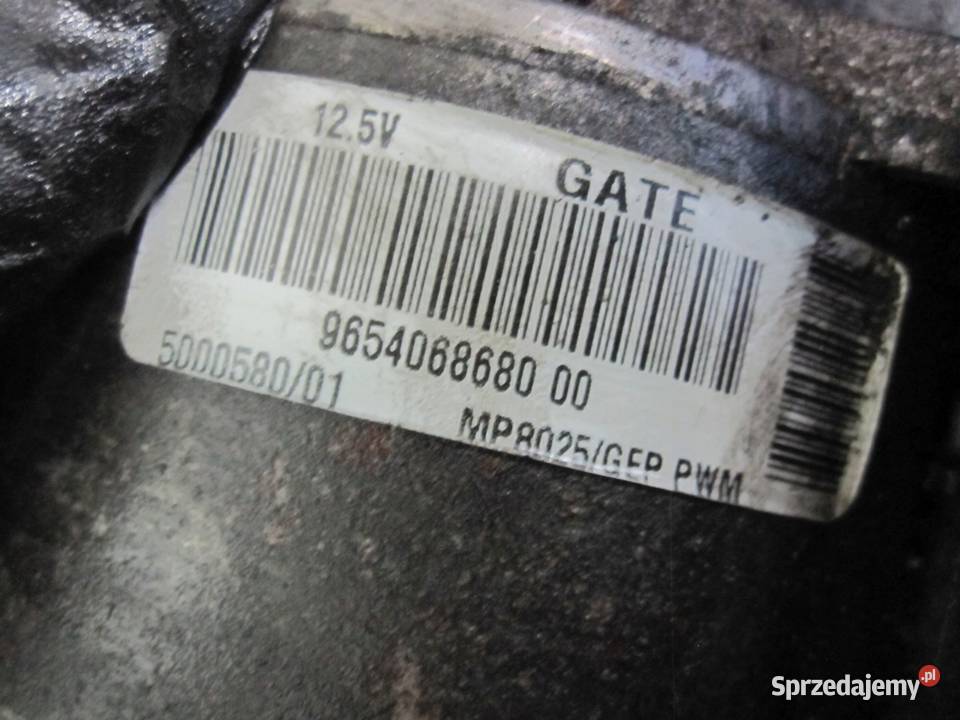 12.5V
GATE
9654068680 00
5000580/01
MP8025/GEP PWM
Sprzedajemy.pl